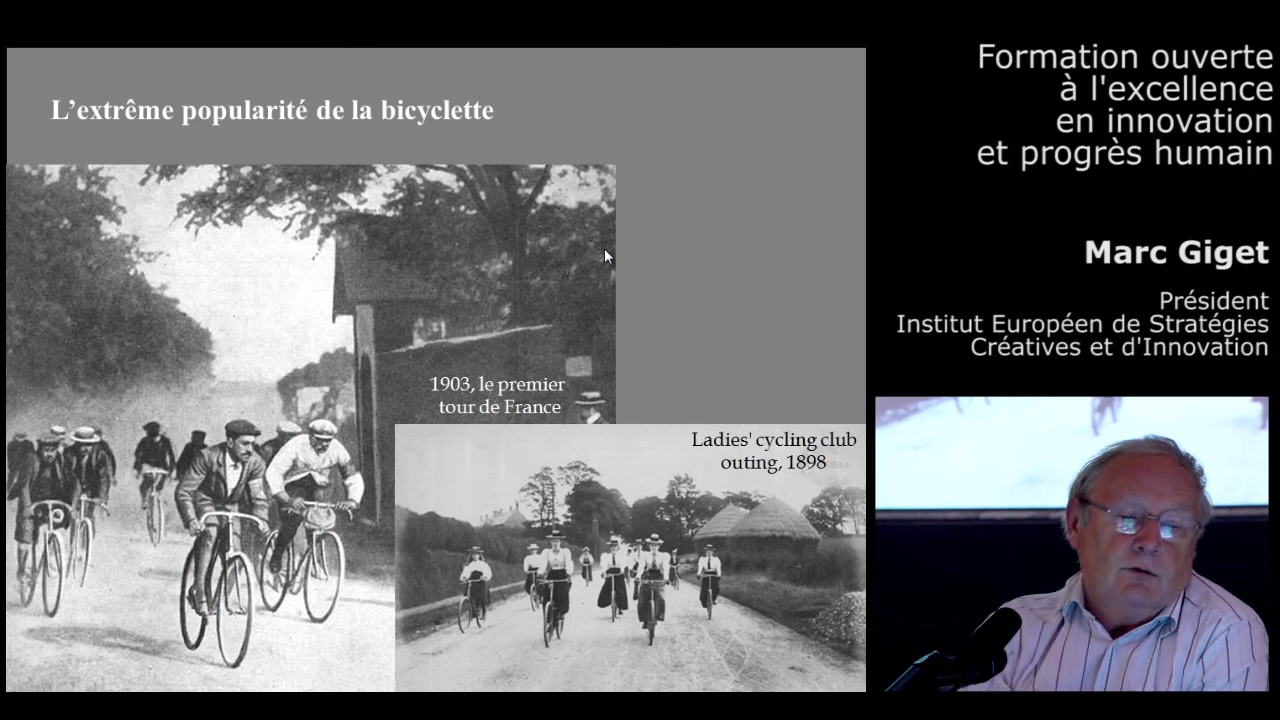 L'extrême popularité de la bicyclette
1903, le premier
tour de France
Ladies' cycling club
outing, 1898
Formation ouverte
à l'excellence
en innovation
et progrès humain
Marc Giget
Président
Institut Européen de Stratégies
Créatives et d'Innovation